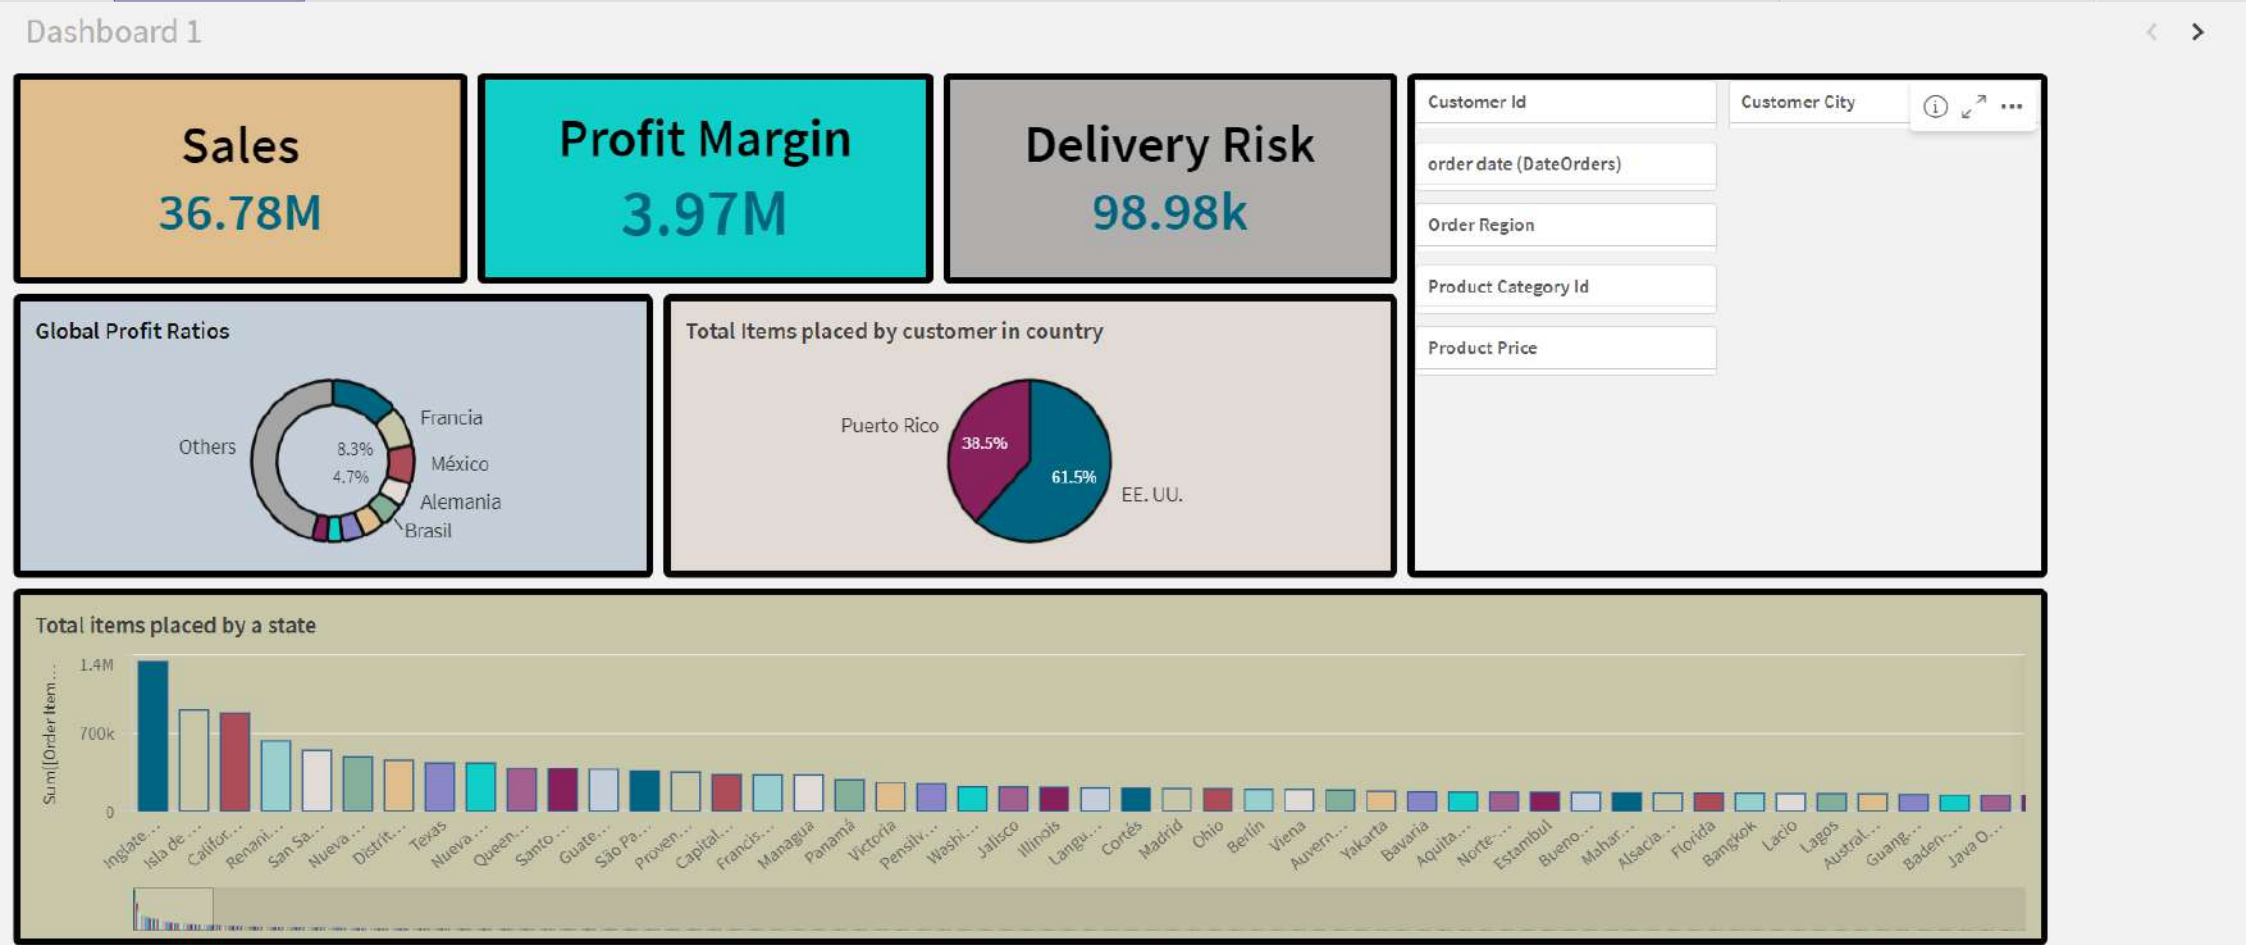 Dashboard 1
Sales
36.78M
Profit Margin
3.97M
Delivery Risk
98.98k
Customer Id
Customer City
order date (DateOrders)
Order Region
Product Category Id
Product Price
Global Profit Ratios
Francia
México
Alemania
Brasil
Others
8.3%
4.7%
Total Items placed by customer in country
Puerto Rico
38.5%
61.5%
EE. UU.
Total items placed by a state
Sum([Order Item...
1.4M
700k
0
Inglate...
Isla de ...
Califor...
Renani...
San Sa...
Nueva ...
Distrit...
Texas
Nueva ...
Queen...
Santo ...
Guate...
São Pa...
Proven...
Capital...
Francis...
Managua
Panamá
Victoria
Pensilv...
Washi...
Jalisco
Illinois
Langu...
Cortés
Madrid
Ohio
Berlín
Viena
Auvern...
Yakarta
Bavaria
Aquita...
Norte-...
Estambul
Bueno...
Mahar...
Alsacia...
Florida
Bangkok
Lacio
Lagos
Austral...
Guang...
Baden-...
Java O...